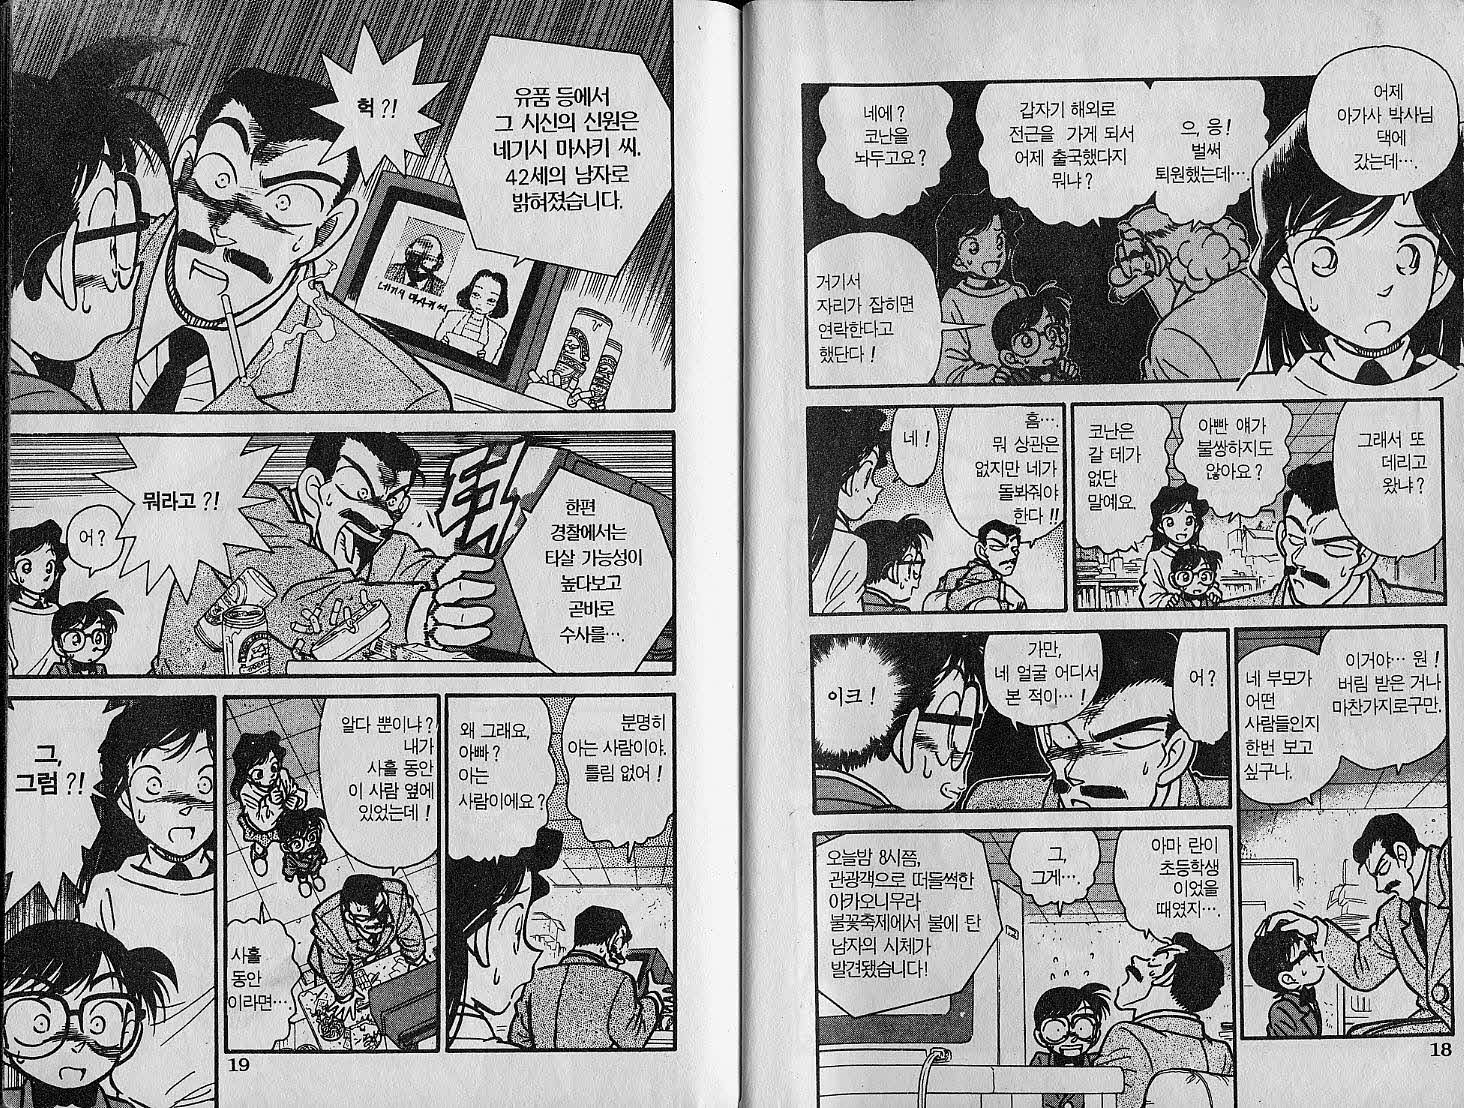 어제
아가사 박사님
댁에
갔는데….
으, 응!
벌써
퇴원했는데….
갑자기 해외로
전근을 가게 되서
어제 출국했다지
뭐냐?
네에?
코난을
놔두고요?
거기서
자리가 잡히면
연락한다고
했단다!
그래서 또
데리고
왔냐?
아빤 얘가
불쌍하지도
않아요?
코난은
갈 데가
없단
말예요.
흠….
뭐 상관은
없지만 네가
돌봐줘야
한다!!
네!
이거야… 원!
버림 받은 거나
마찬가지로구만.
네 부모가
어떤
사람들인지
한번 보고
싶구나.
어?
가만,
네 얼굴 어디서
본 적이…!
이크!
아마 란이
초등학생
이었을
때였지….
그,
그게….
오늘밤 8시쯤,
관광객으로 떠들썩한
아카오니무라
불꽃축제에서 불에 탄
남자의 시체가
발견됐습니다!
18
유품 등에서
그 시신의 신원은
네기시 마사키 씨.
42세의 남자로
밝혀졌습니다.
헉?!
네기시 마사키 씨
한편
경찰에서는
타살 가능성이
높다보고
곧바로
수사를….
뭐라고?!
어?
분명히
아는 사람이야.
틀림 없어!
왜 그래요,
아빠?
아는
사람이에요?
알다 뿐이냐?
내가
사흘 동안
이 사람 옆에
있었는데!
사흘
동안
이라면….
그,
그럼?!
19